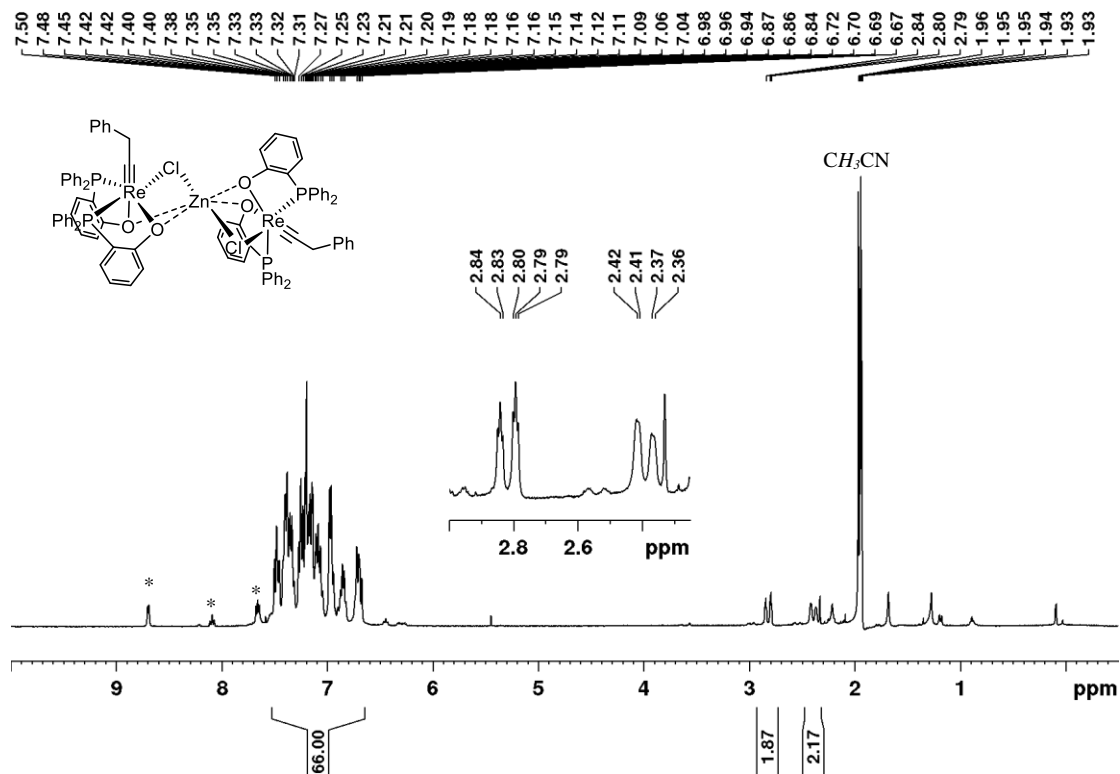 7.50 7.48 7.45 7.42 7.42 7.42 7.40 7.40 7.38 7.35 7.35 7.33 7.33 7.32 7.31 7.27 7.25 7.23 7.21 7.21 7.20 7.19 7.18 7.18 7.16 7.16 7.15 7.14 7.12 7.11 7.09 7.06 7.04 6.98 6.96 6.94 6.87 6.86 6.84 6.72 6.70 6.69 6.67 2.84 2.80 2.79 1.96 1.95 1.95 1.94 1.93 1.93
Ph
Cl
O
Ph2P
Re
Zn
PPh2
O
Re
Ph2P
O
O
Cl
Ph
P
Ph2
CH3CN
2.84 2.83 2.80 2.79 2.79 2.42 2.41 2.37 2.36
2.8 2.6 ppm
* * *
9 8 7 6 5 4 3 2 1 ppm
66.00 1.87 2.17